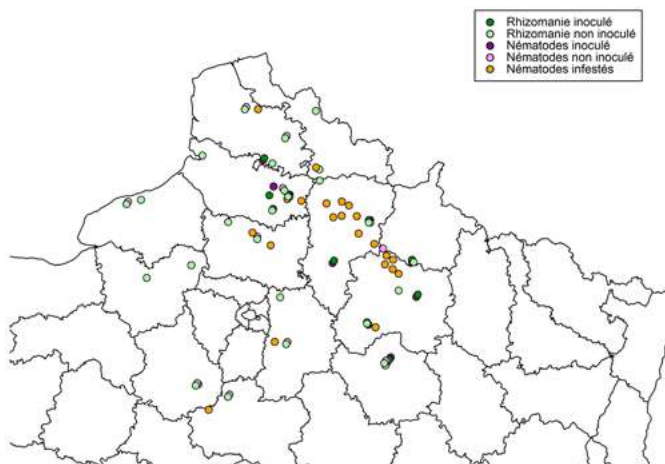 Rhizomanie inoculé
Rhizomanie non inoculé
Nématodes inoculé
Nématodes non inoculé
Nématodes infestés